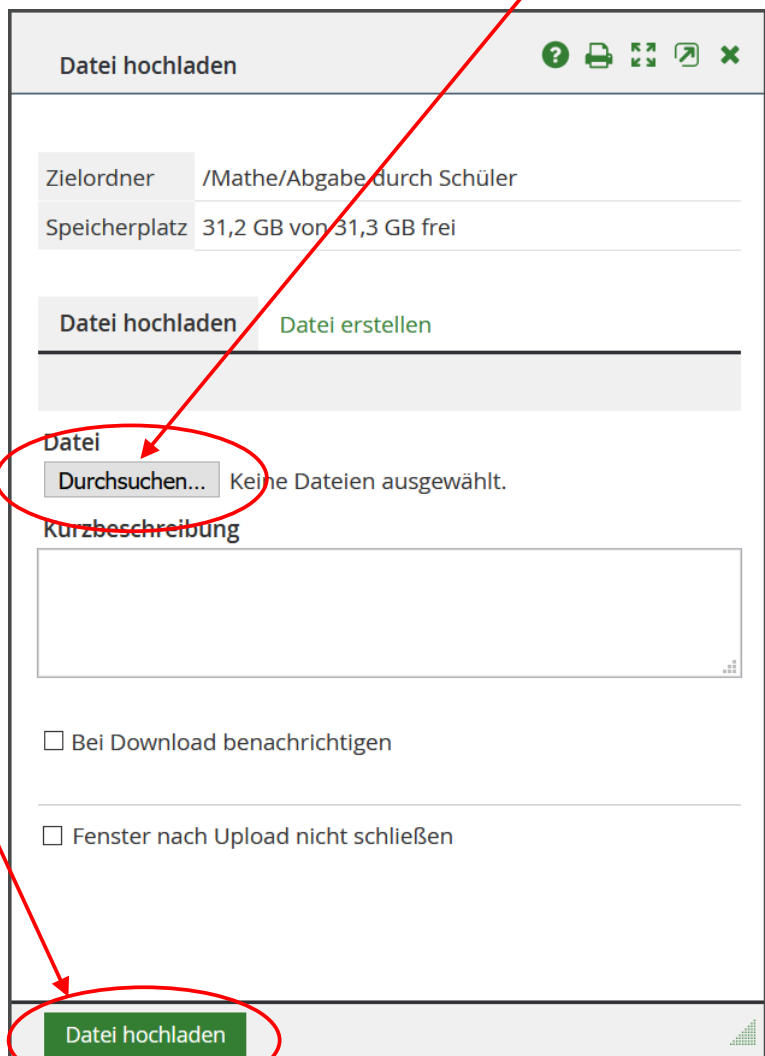 Datei hochladen
Zielordner /Mathe/Abgabe durch Schüler
Speicherplatz 31,2 GB von 31,3 GB frei
Datei hochladen Datei erstellen
Datei
Durchsuchen... Keine Dateien ausgewählt.
Kurzbeschreibung
Bei Download benachrichtigen
Fenster nach Upload nicht schließen
Datei hochladen